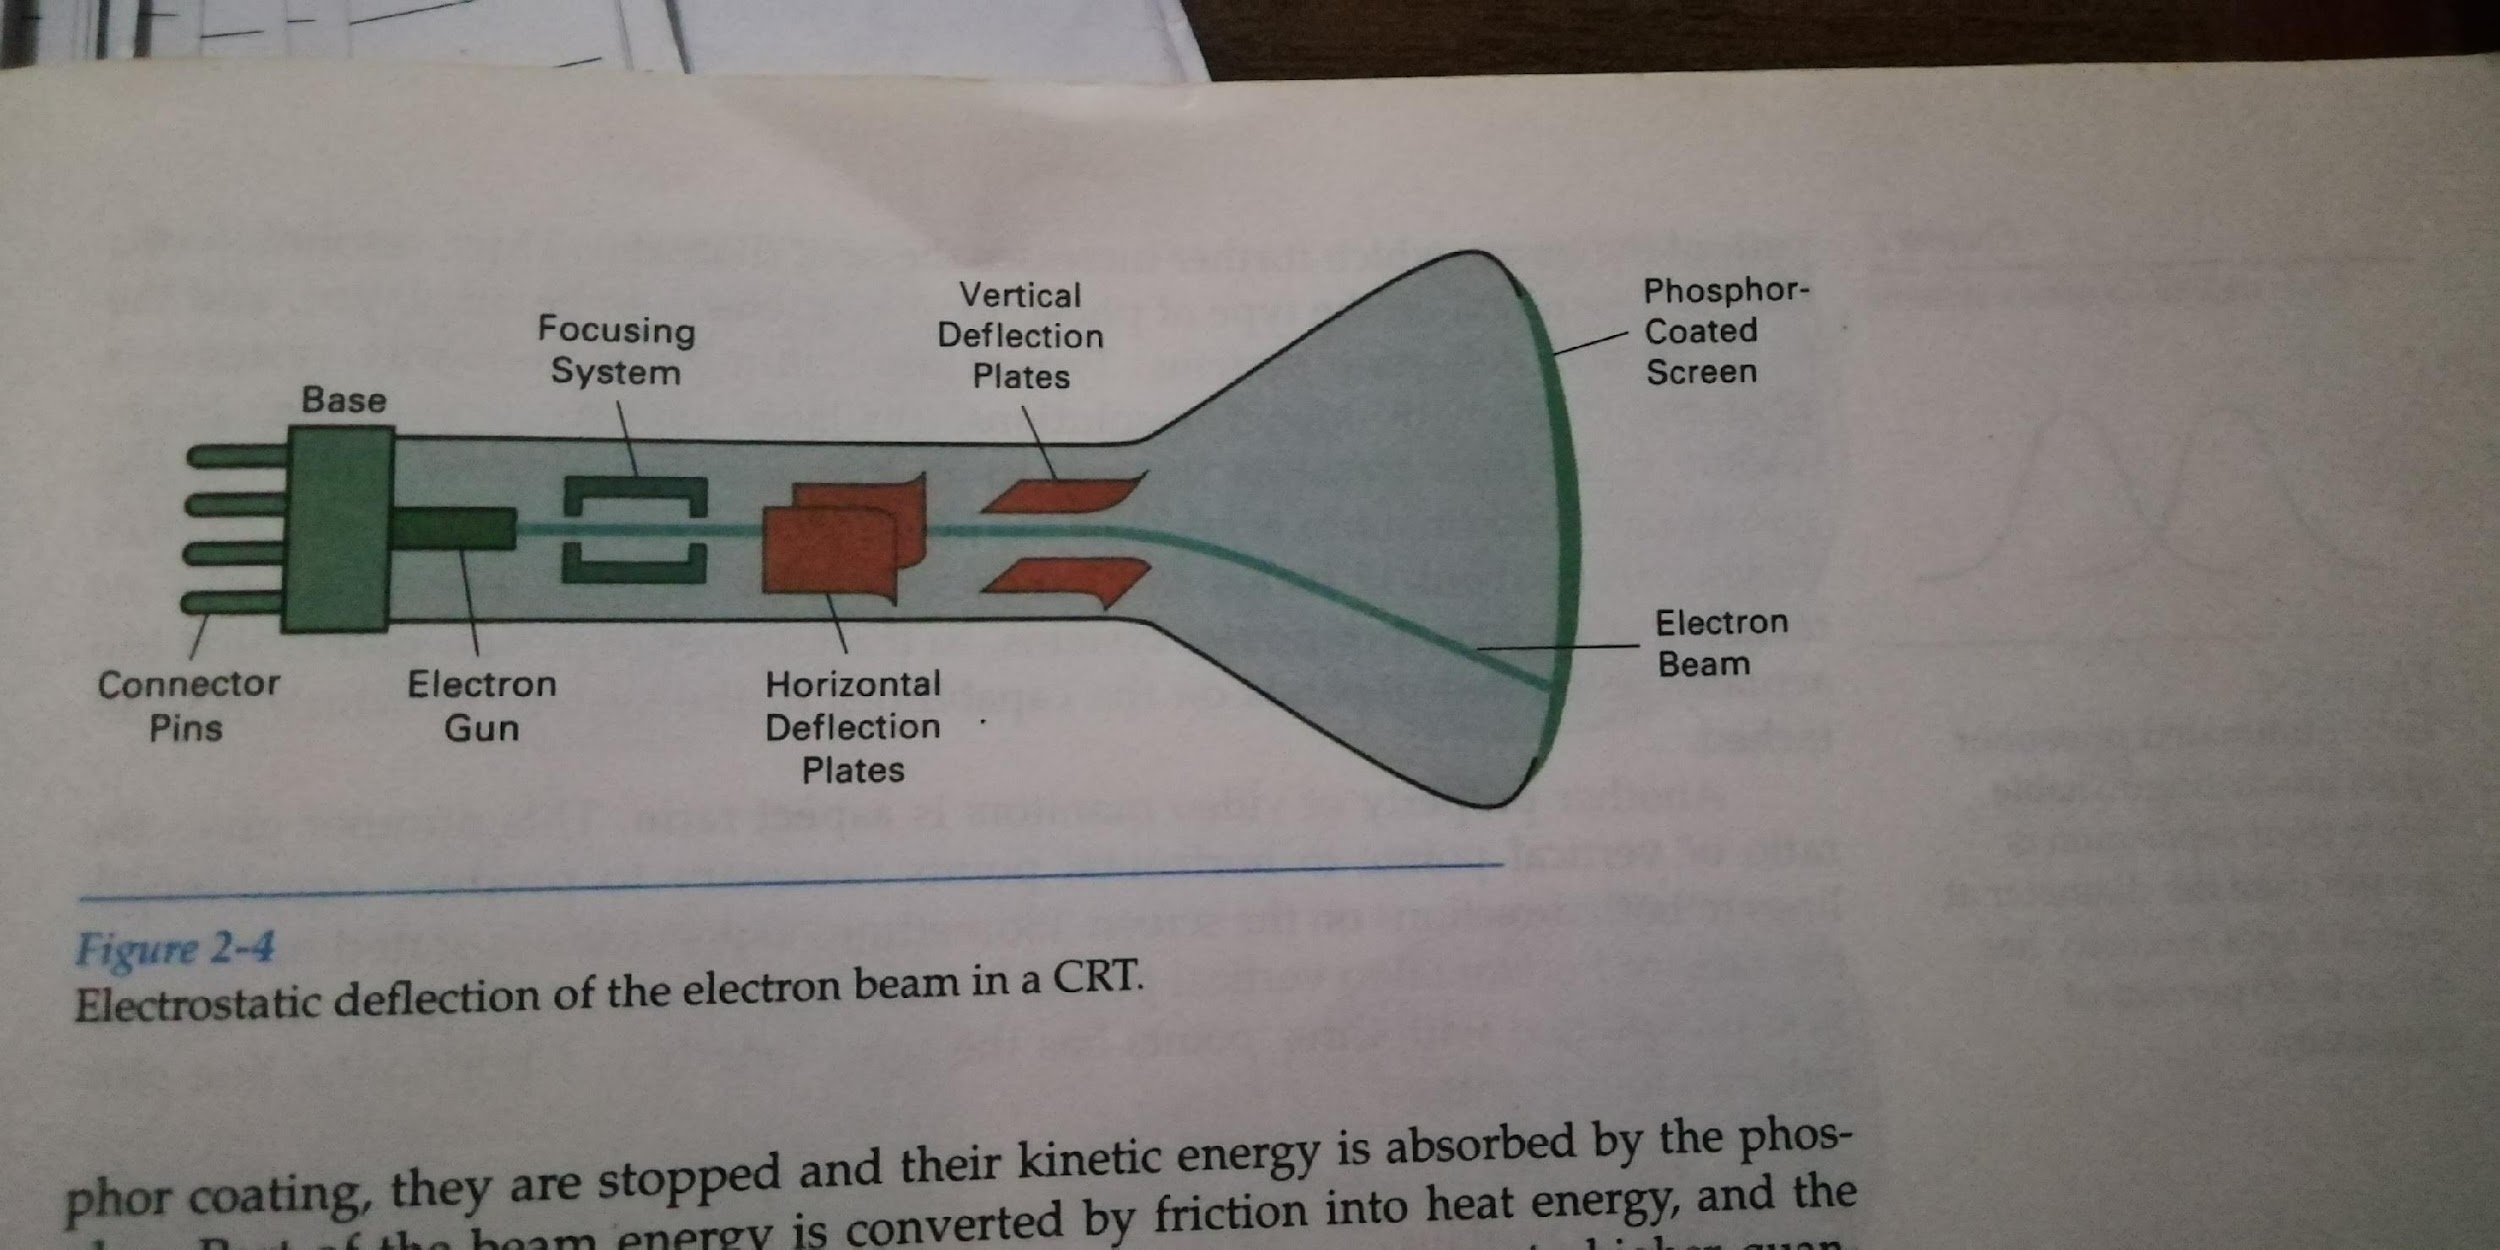 Vertical
Deflection
Plates
Phosphor-
Coated
Screen
Focusing
System
Base
Electron
Beam
Connector
Pins
Electron
Gun
Horizontal
Deflection
Plates
Figure 2-4
Electrostatic deflection of the electron beam in a CRT.
phor coating, they are stopped and their kinetic energy is absorbed by the phos-
of the beam energy is converted by friction into heat energy, and the